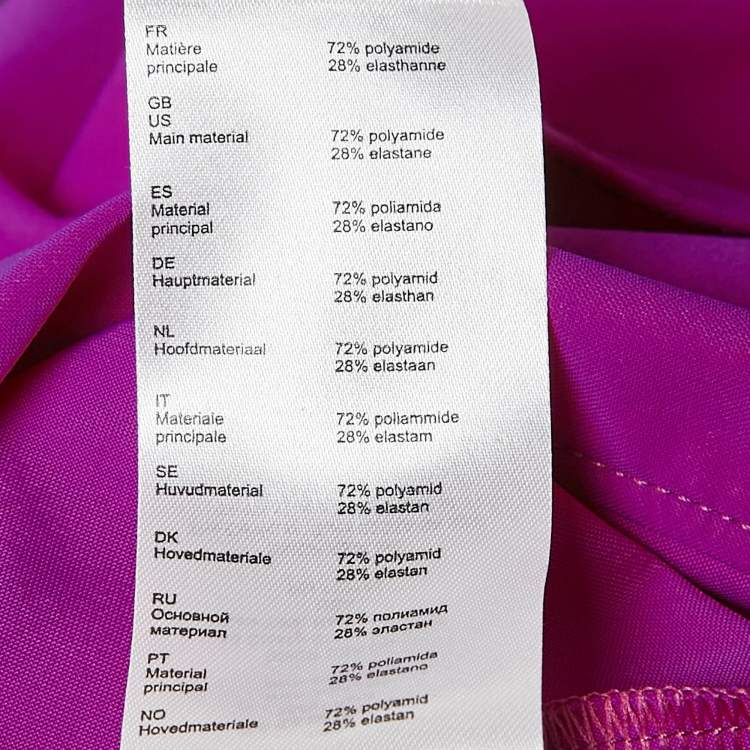 FR
Matière 72% polyamide
principale 28% elasthanne
GB
US
Main material 72% polyamide
28% elastane
ES
Material 72% poliamida
principal 28% elastano
DE
Hauptmaterial 72% polyamid
28% elasthan
NL
Hoofdmateriaal 72% polyamide
28% elastaan
IT
Materiale 72% poliammide
principale 28% elastam
SE
Huvudmaterial 72% polyamid
28% elastan
DK
Hovedmateriale 72% polyamid
28% elastan
RU
Основной 72% полиамид
материал 28% эластан
PT
Material 72% poliamida
principal 28% elastano
NO
Hovedmateriale 72% polyamid
28% elastan